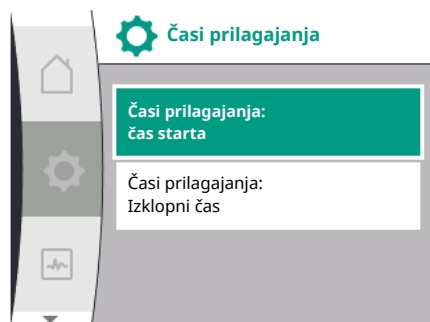 Časi prilagajanja
Časi prilagajanja:
čas starta
Časi prilagajanja:
Izklopni čas